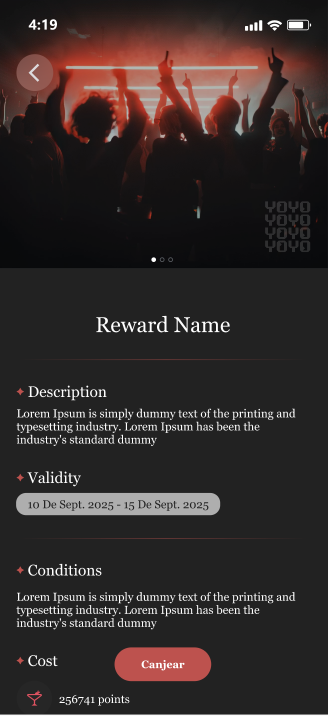 4:19
YOYO
YOYO
YOYO
YOYO
Reward Name
Description
Lorem Ipsum is simply dummy text of the printing and
typesetting industry. Lorem Ipsum has been the
industry's standard dummy
Validity
10 De Sept. 2025 - 15 De Sept. 2025
Conditions
Lorem Ipsum is simply dummy text of the printing and
typesetting industry. Lorem Ipsum has been the
industry's standard dummy
Cost
Canjear
256741 points